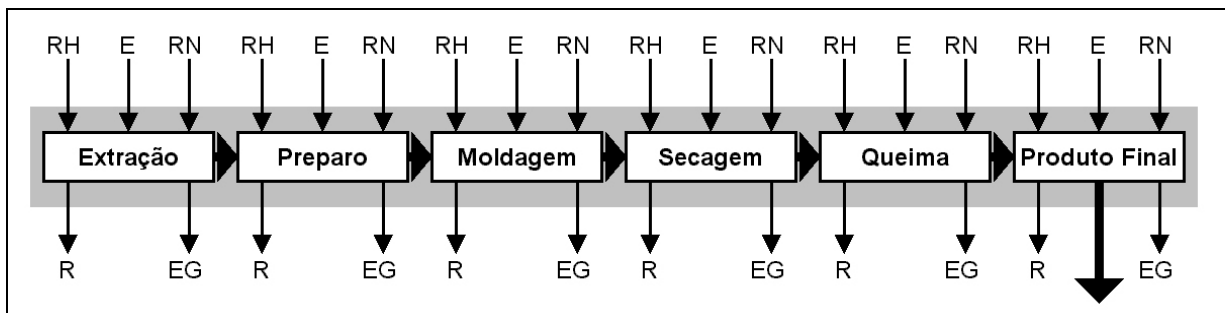 RH E RN RH E RN RH E RN RH E RN RH E RN RH E RN
Extração Preparo Moldagem Secagem Queima Produto Final
R EG R EG R EG R EG R EG R EG